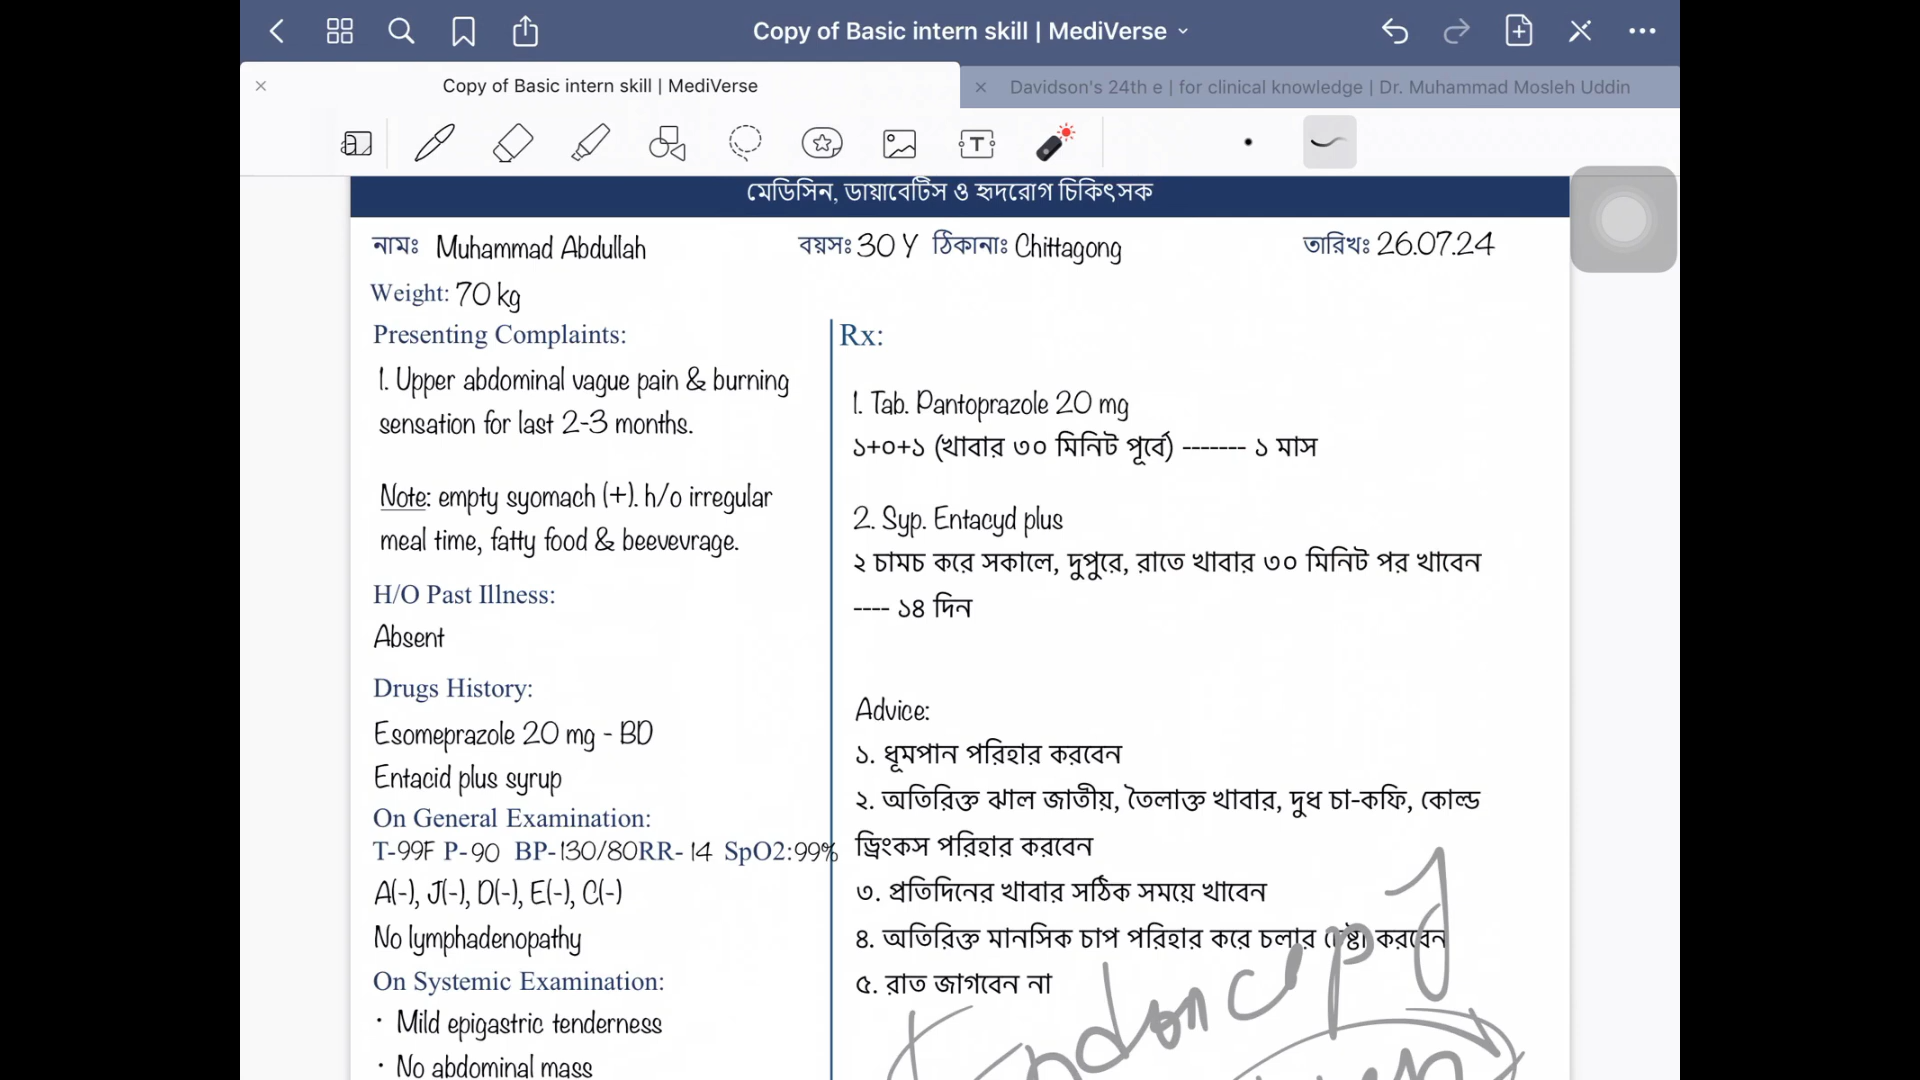 Copy of Basic intern skill | MediVerse
Copy of Basic intern skill | MediVerse
Davidson's 24th e | for clinical knowledge | Dr. Muhammad Mosleh Uddin
T
মেডিসিন, ডায়াবেটিস ও হৃদরোগ চিকিৎসক
নামঃ Muhammad Abdullah বয়সঃ 30 Y ঠিকানাঃ Chittagong তারিখঃ 26.07.24
Weight: 70 kg
Presenting Complaints:
1. Upper abdominal vague pain & burning
sensation for last 2-3 months.
Note: empty syomach (+). h/o irregular
meal time, fatty food & beevevrage.
H/O Past Illness:
Absent
Drugs History:
Esomeprazole 20 mg - BD
Entacid plus syrup
On General Examination:
T-99F P-90 BP-130/80 RR-14 SpO2:99%
A(-), J(-), D(-), E(-), C(-)
No lymphadenopathy
On Systemic Examination:
· Mild epigastric tenderness
· No abdominal mass
Rx:
1. Tab. Pantoprazole 20 mg
১+০+১ (খাবার ৩০ মিনিট পূর্বে) ------- ১ মাস
2. Syp. Entacyd plus
২ চামচ করে সকালে, দুপুরে, রাতে খাবার ৩০ মিনিট পর খাবেন
---- ১৪ দিন
Advice:
১. ধূমপান পরিহার করবেন
২. অতিরিক্ত ঝাল জাতীয়, তৈলাক্ত খাবার, দুধ চা-কফি, কোল্ড
ড্রিংকস পরিহার করবেন
৩. প্রতিদিনের খাবার সঠিক সময়ে খাবেন
৪. অতিরিক্ত মানসিক চাপ পরিহার করে চলার চেষ্টা করবেন
৫. রাত জাগবেন না